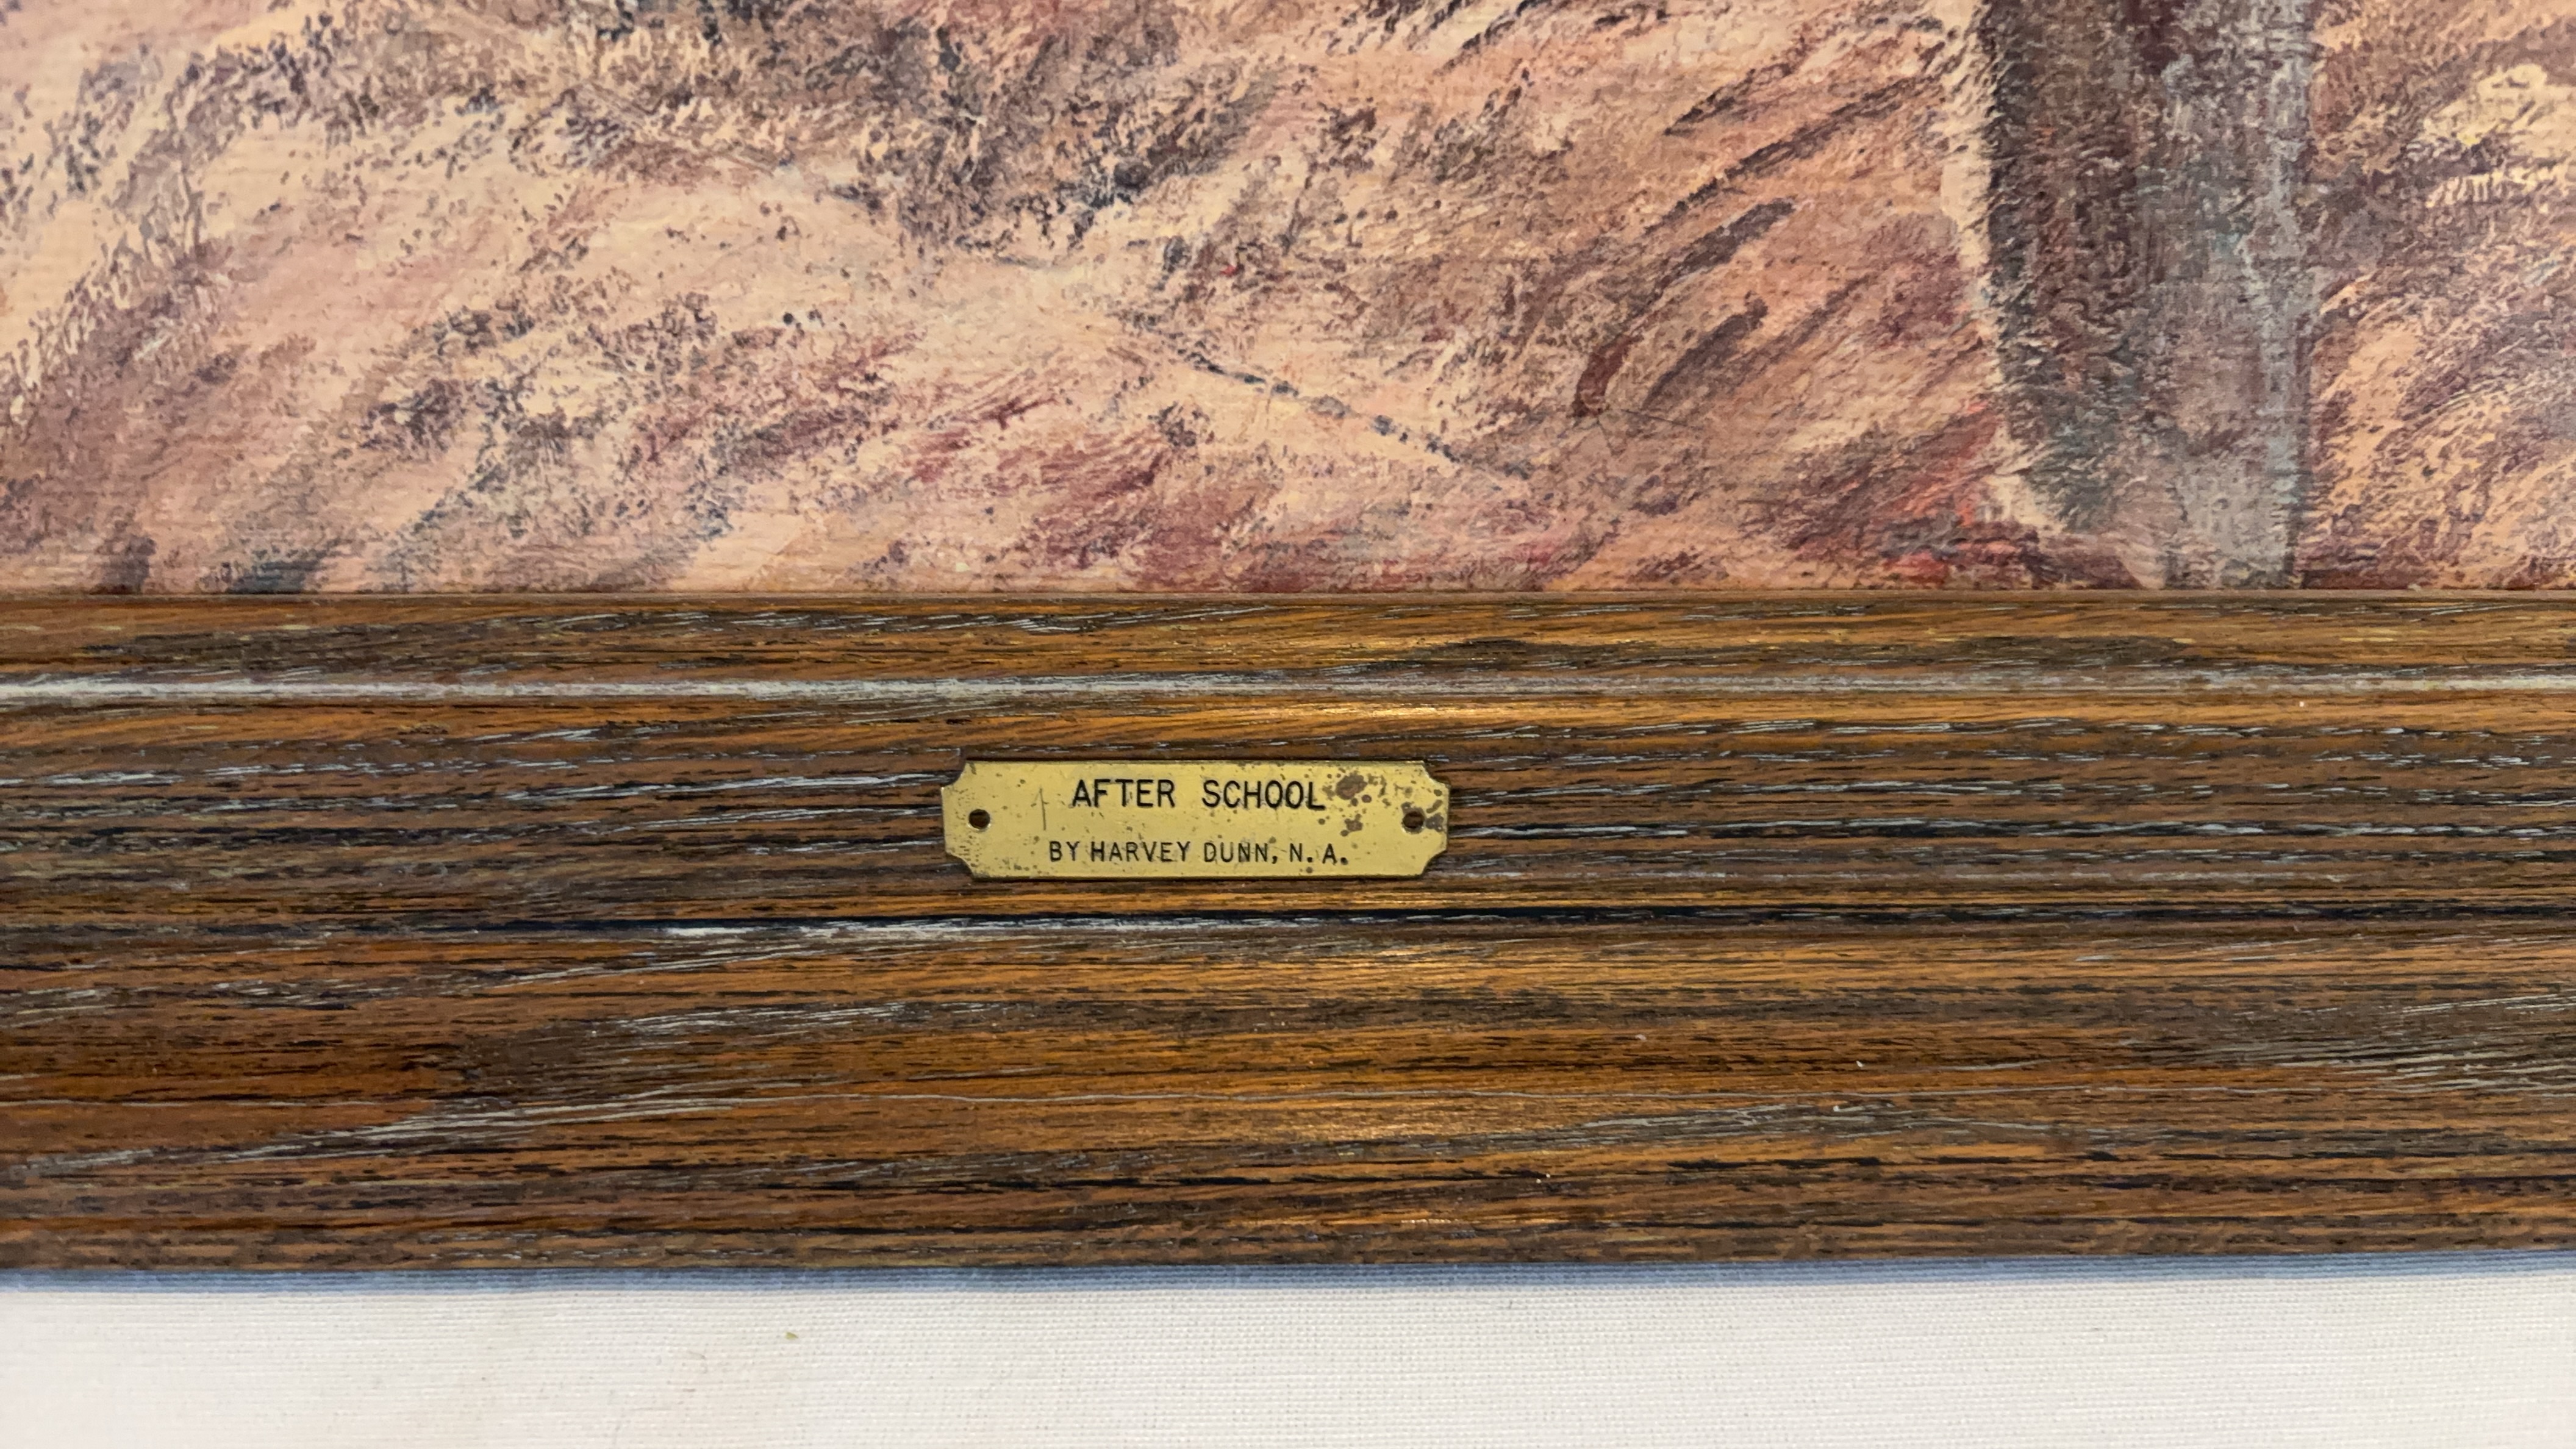 AFTER SCHOOL
BY HARVEY DUNN, N. A.